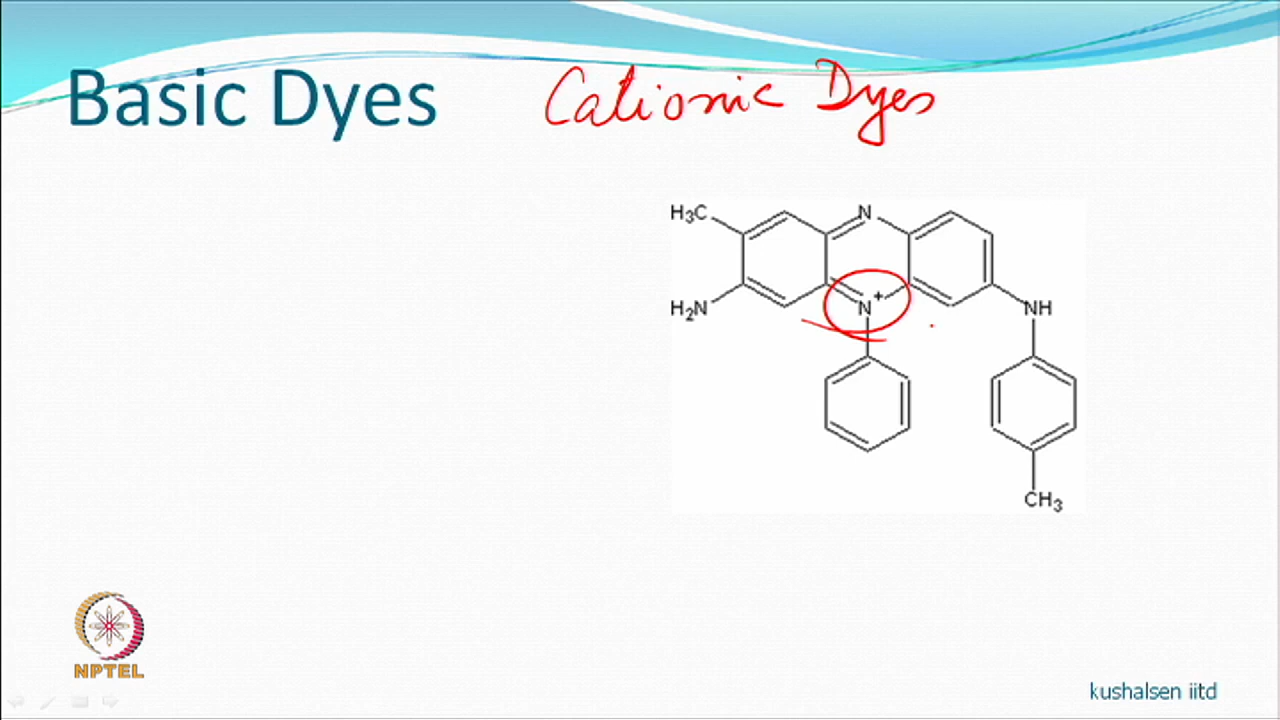 Basic Dyes Cationic Dyes
H₃C N
H₂N N⁺ NH
CH₃
NPTEL
kushalsen iitd